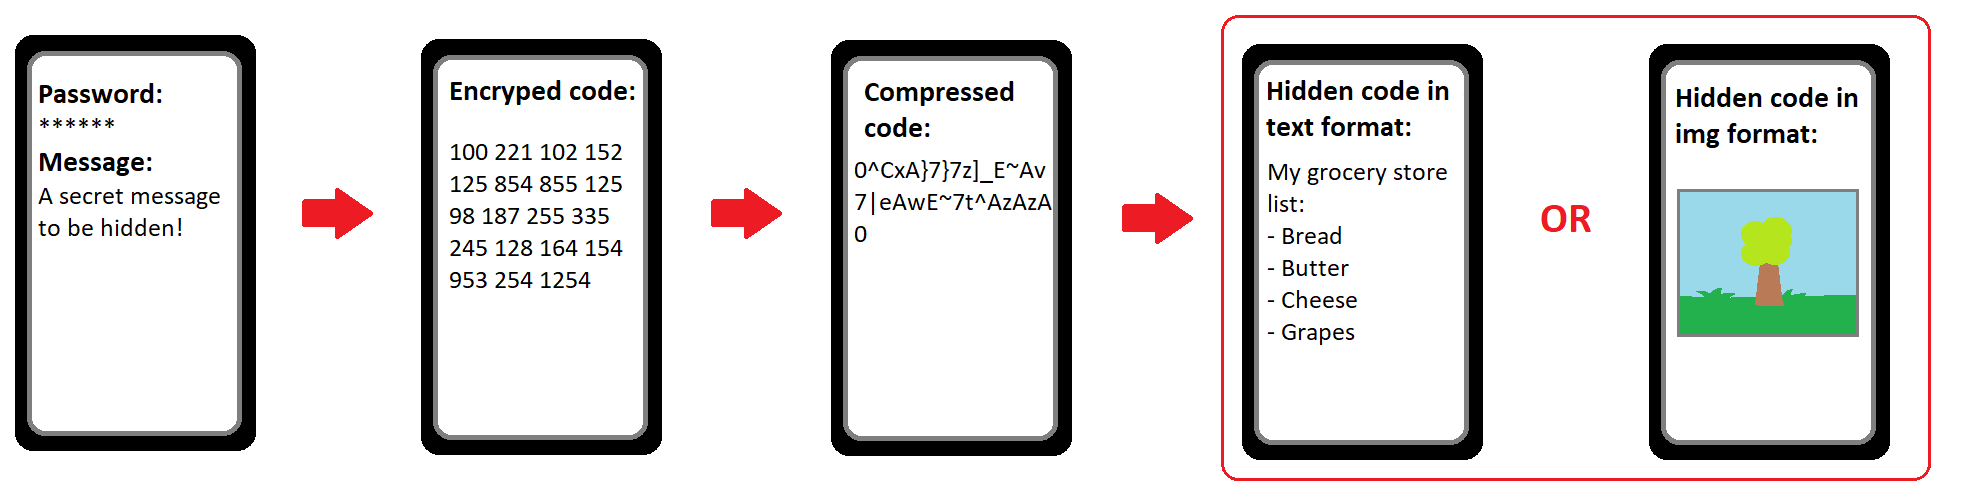 Password:
******
Message:
A secret message
to be hidden!
Encryped code:
100 221 102 152
125 854 855 125
98 187 255 335
245 128 164 154
953 254 1254
Compressed
code:
0^CxA}7}7z]_E~Av
7|eAwE~7t^AzAzA
0
Hidden code in
text format:
My grocery store
list:
- Bread
- Butter
- Cheese
- Grapes
OR
Hidden code in
img format: